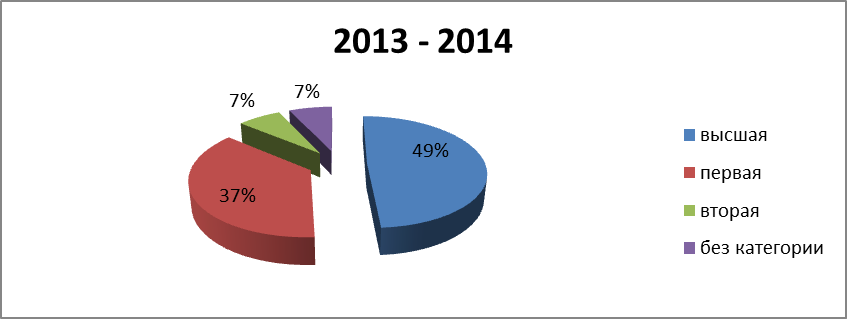 2013 - 2014
7%
7%
49%
37%
высшая
первая
вторая
без категории